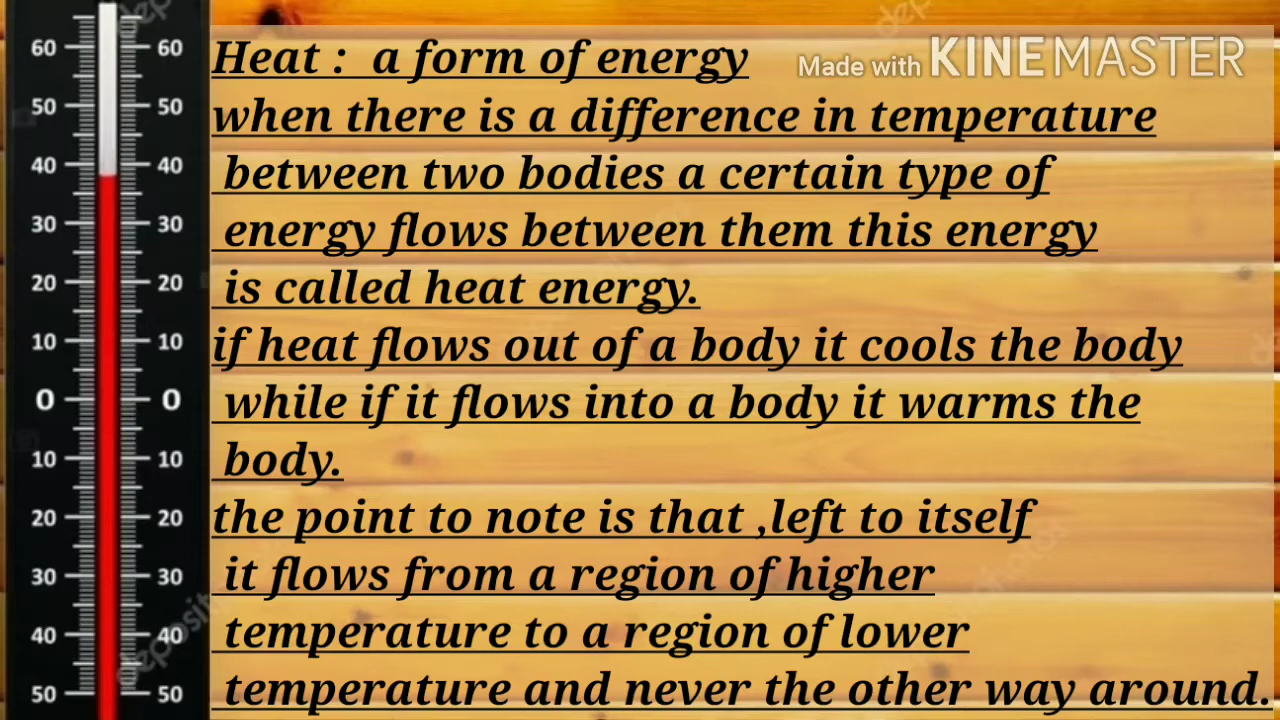 Made with KINEMASTER
Heat :  a form of energy
when there is a difference in temperature
between two bodies a certain type of
energy flows between them this energy
is called heat energy.
if heat flows out of a body it cools the body
while if it flows into a body it warms the
body.
the point to note is that ,left to itself
it flows from a region of higher
temperature to a region of lower
temperature and never the other way around.
60 60
50 50
40 40
30 30
20 20
10 10
0 0
10 10
20 20
30 30
40 40
50 50